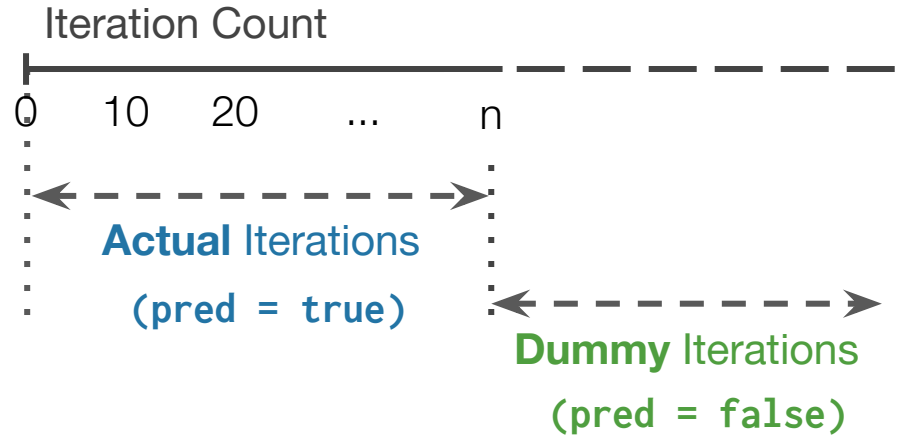 Iteration Count
0 10 20 ... n
Actual Iterations
(pred = true)
Dummy Iterations
(pred = false)